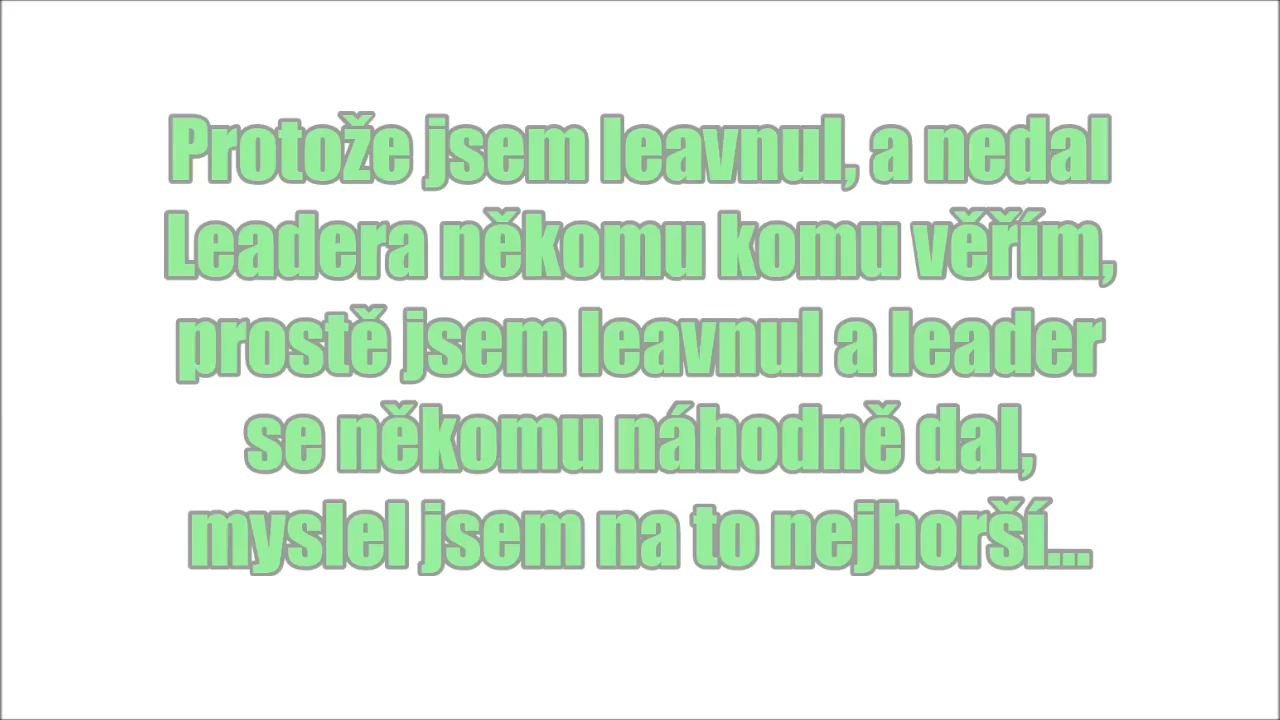 Protože jsem leavnul, a nedal
Leadera někomu komu věřím,
prostě jsem leavnul a leader
se někomu náhodně dal,
myslel jsem na to nejhorší...